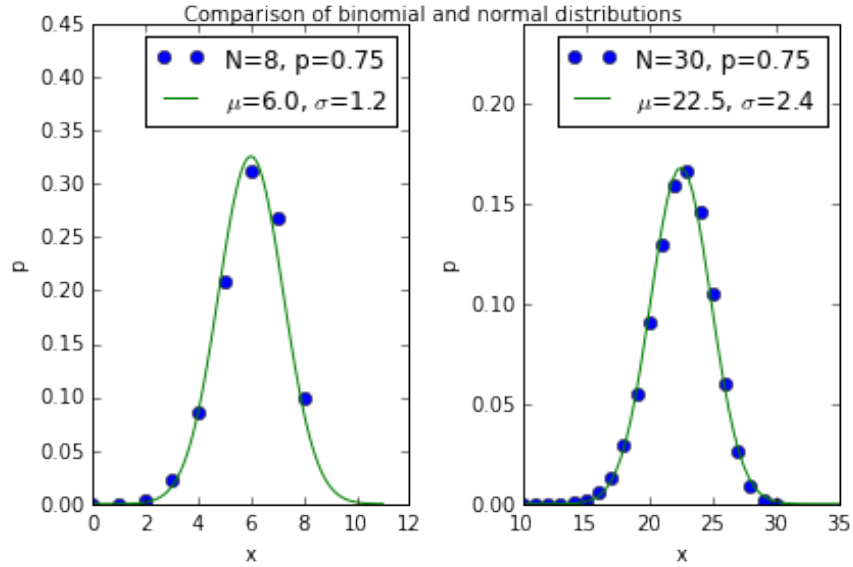 Comparison of binomial and normal distributions
0.45
0.40
0.35
0.30
0.25
0.20
0.15
0.10
0.05
0.00
p
N=8, p=0.75
μ=6.0, σ=1.2
0 2 4 6 8 10 12
x
0.20
0.15
0.10
0.05
0.00
p
N=30, p=0.75
μ=22.5, σ=2.4
10 15 20 25 30 35
x